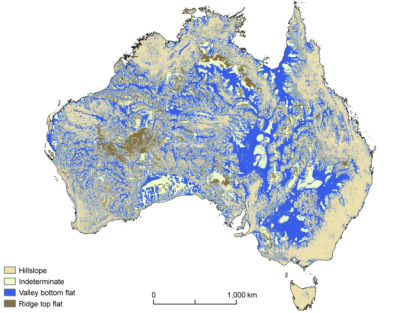 Hillslope
Indeterminate
Valley bottom flat
Ridge top flat
0 1,000 km